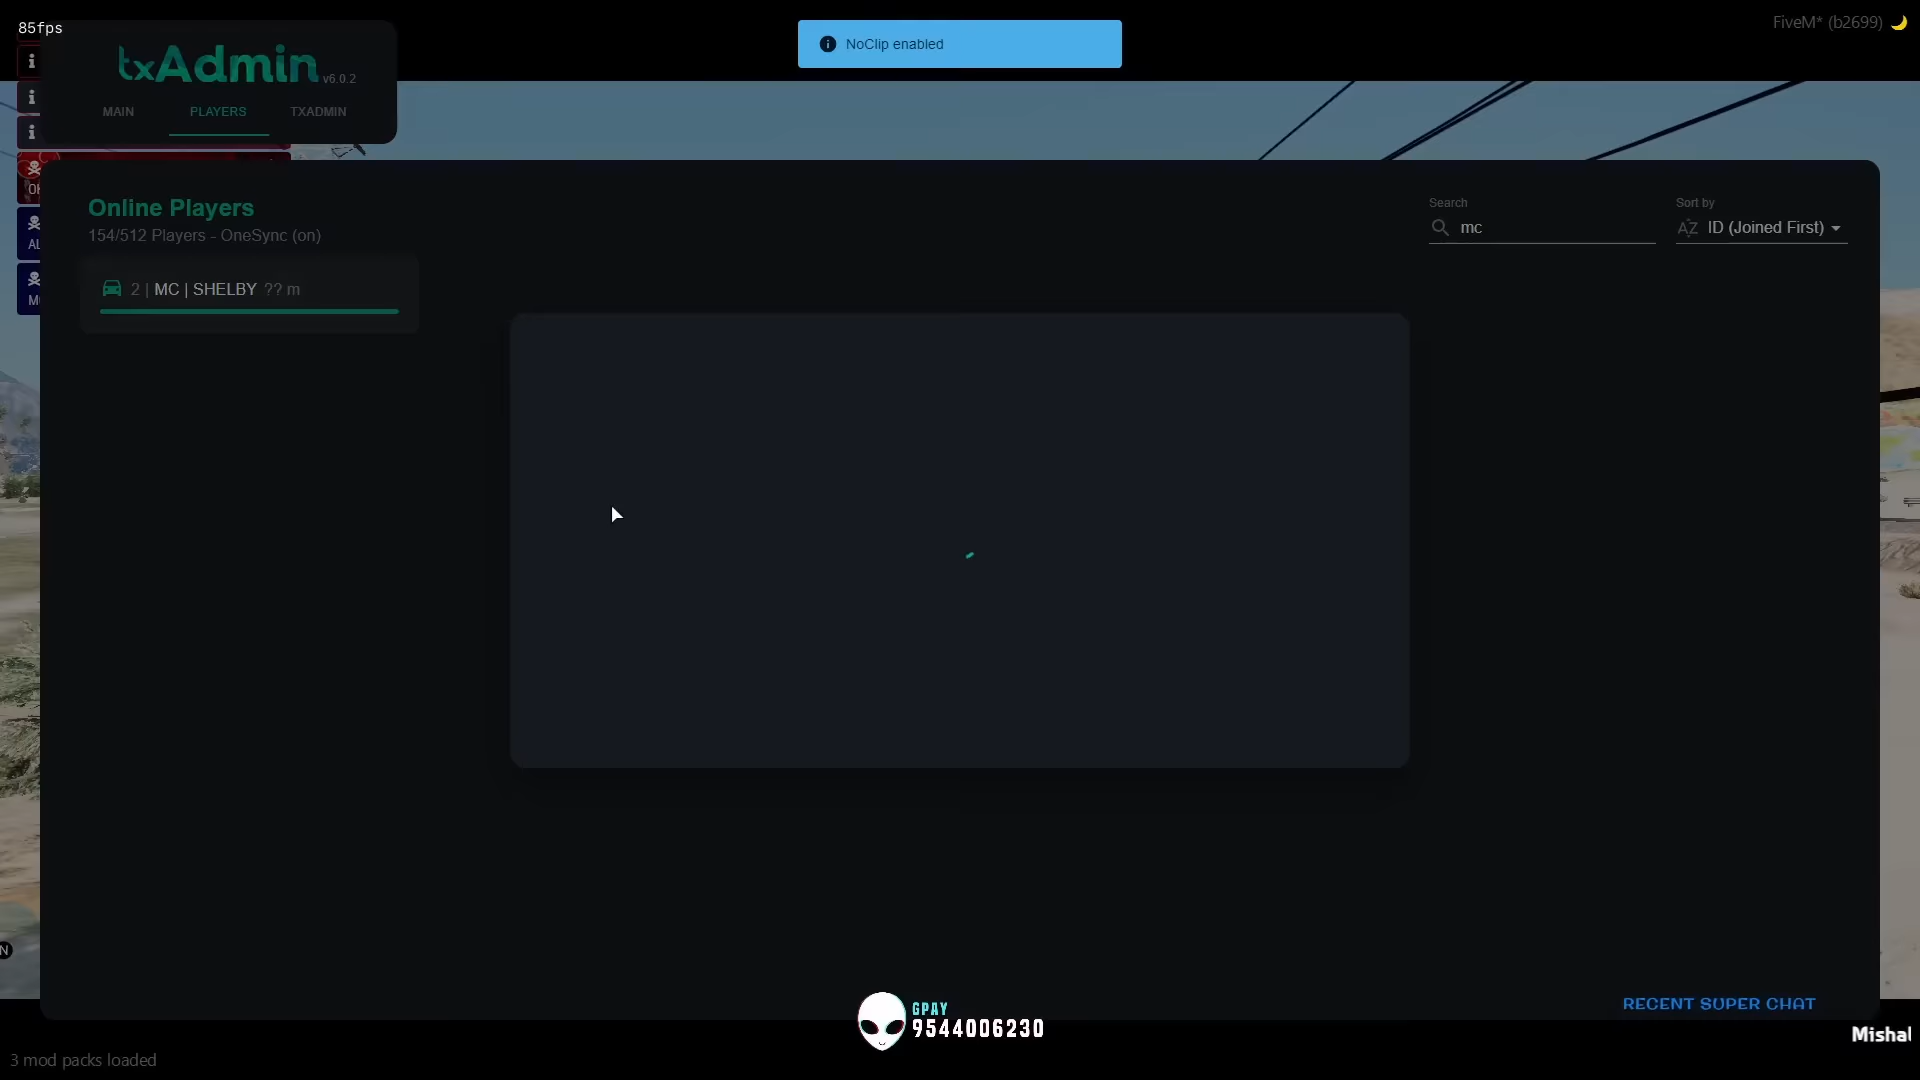 85fps
NoClip enabled
FiveM* (b2699)
txAdmin v6.0.2
MAIN
PLAYERS
TXADMIN
Online Players
154/512 Players - OneSync (on)
Search
mc
Sort by
ID (Joined First)
2 | MC | SHELBY ?? m
GPAY
9544006230
RECENT SUPER CHAT
Mishal
3 mod packs loaded
N